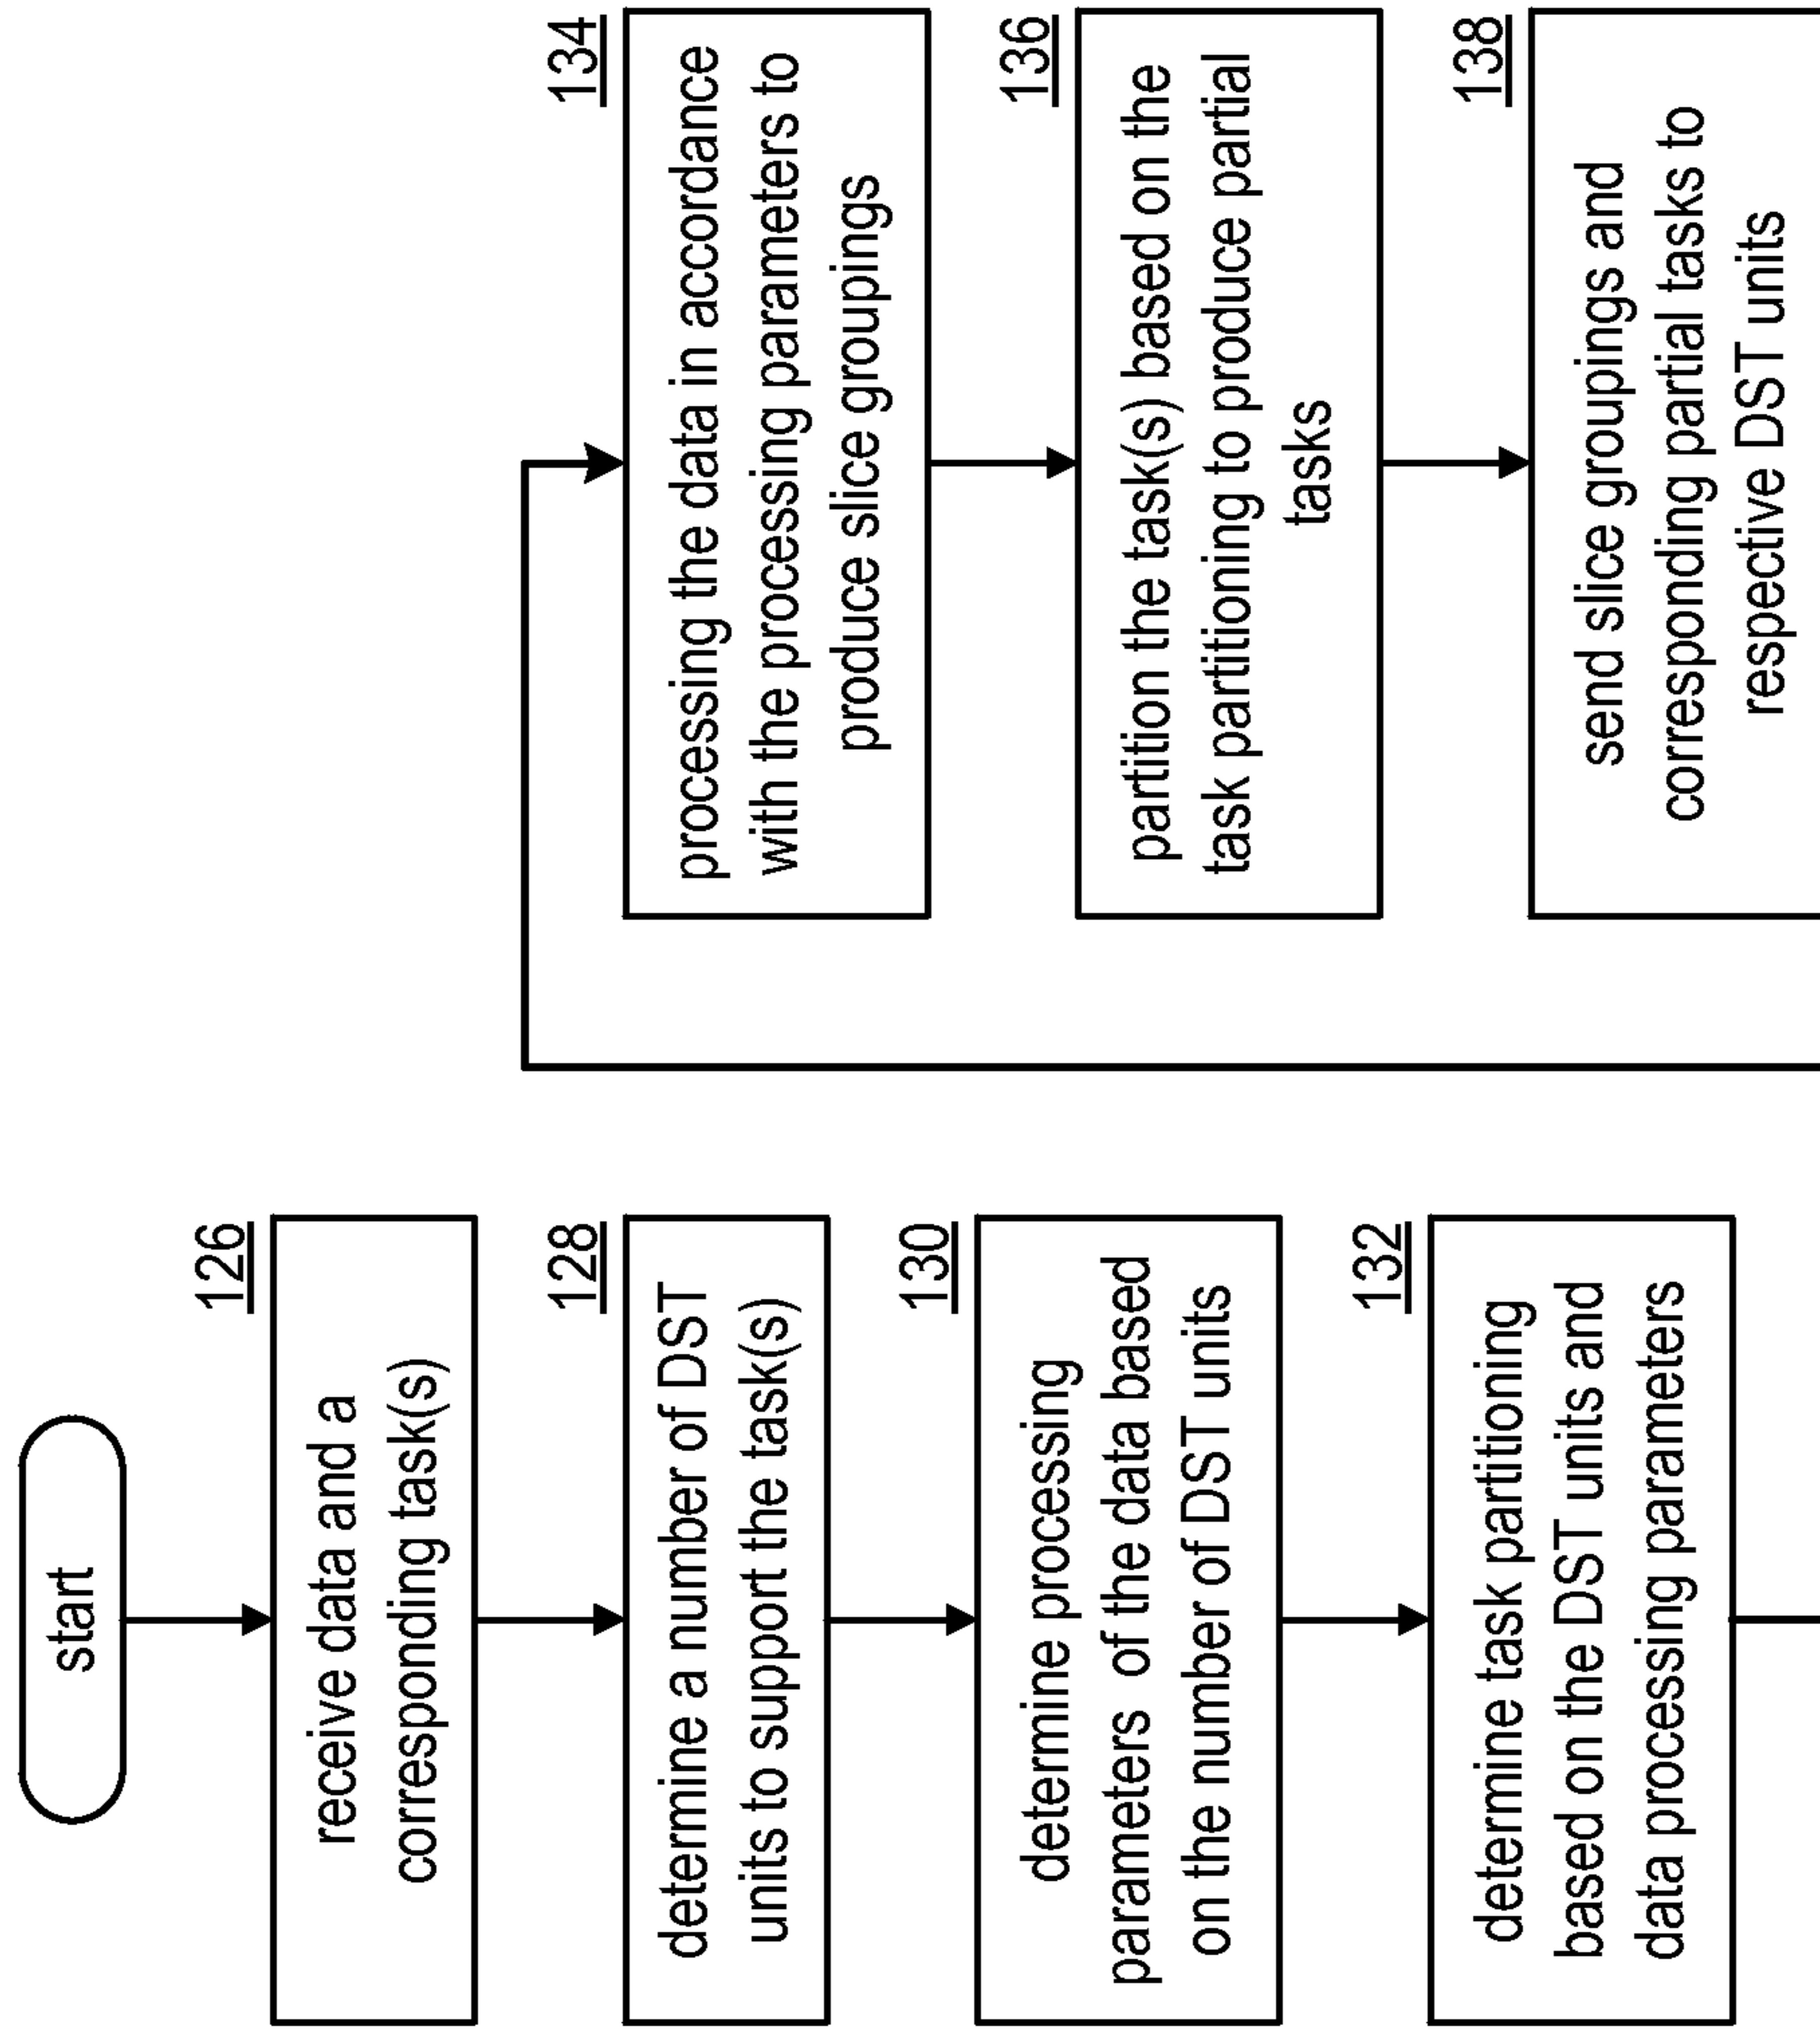 start
126
receive data and a
corresponding task(s)
128
determine a number of DST
units to support the task(s)
130
determine processing
parameters of the data based
on the number of DST units
132
determine task partitioning
based on the DST units and
data processing parameters
134
processing the data in accordance
with the processing parameters to
produce slice groupings
136
partition the task(s) based on the
task partitioning to produce partial
tasks
138
send slice groupings and
corresponding partial tasks to
respective DST units